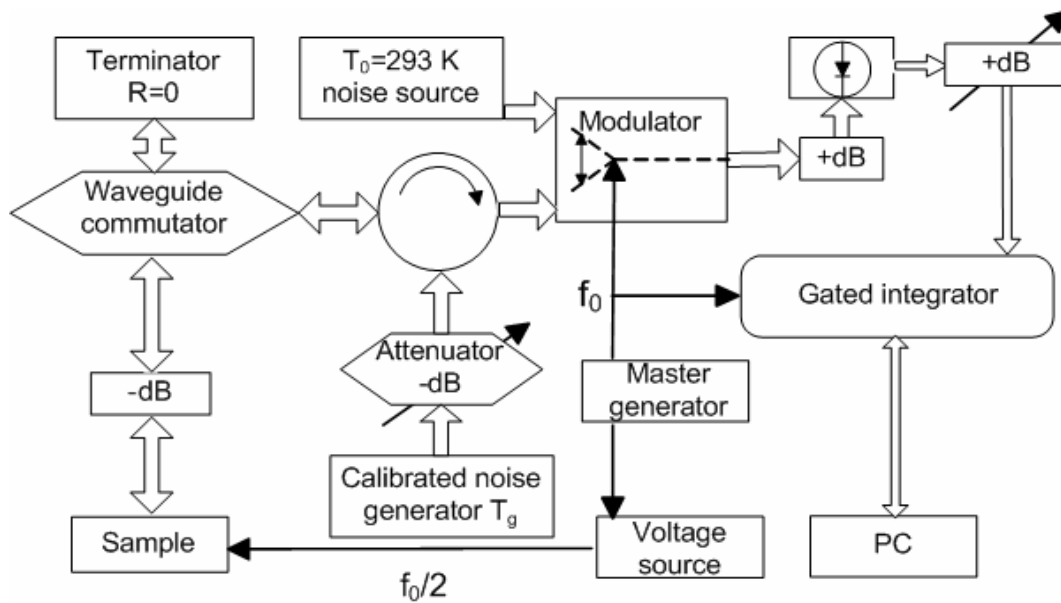 Terminator
R=0
T₀=293 K
noise source
Modulator
+dB
+dB
Waveguide
commutator
f₀
Gated integrator
Attenuator
-dB
-dB
Master
generator
Calibrated noise
generator T_g
Sample
Voltage
source
PC
f₀/2